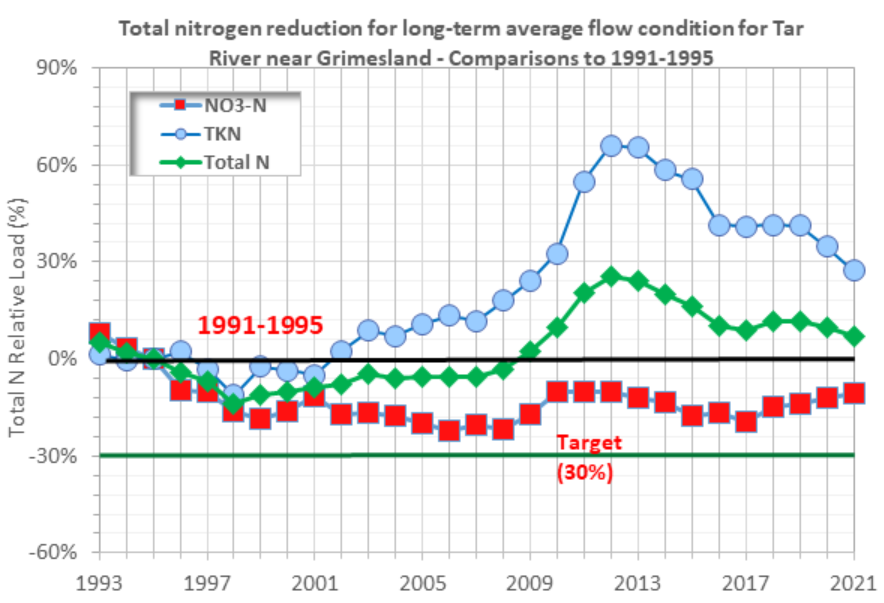 Total nitrogen reduction for long-term average flow condition for Tar
River near Grimesland - Comparisons to 1991-1995
90%
NO3-N
TKN
Total N
60%
30%
1991-1995
0%
Target
-30%
(30%)
-60%
Total N Relative Load (%)
1993 1997 2001 2005 2009 2013 2017 2021